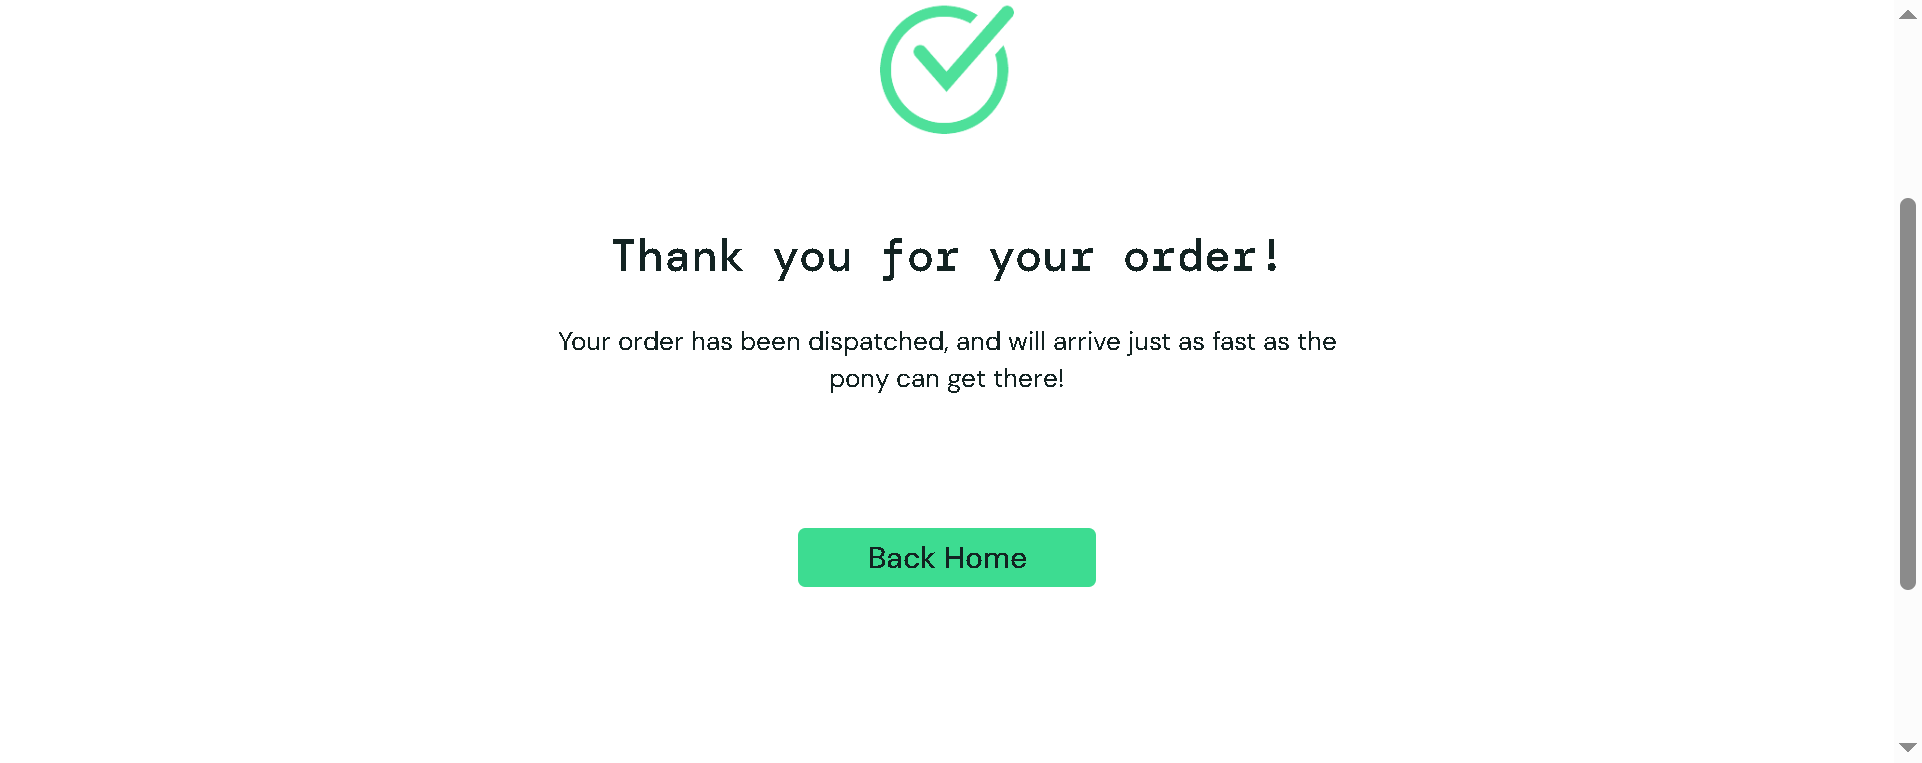 Thank you for your order!
Your order has been dispatched, and will arrive just as fast as the
pony can get there!
Back Home